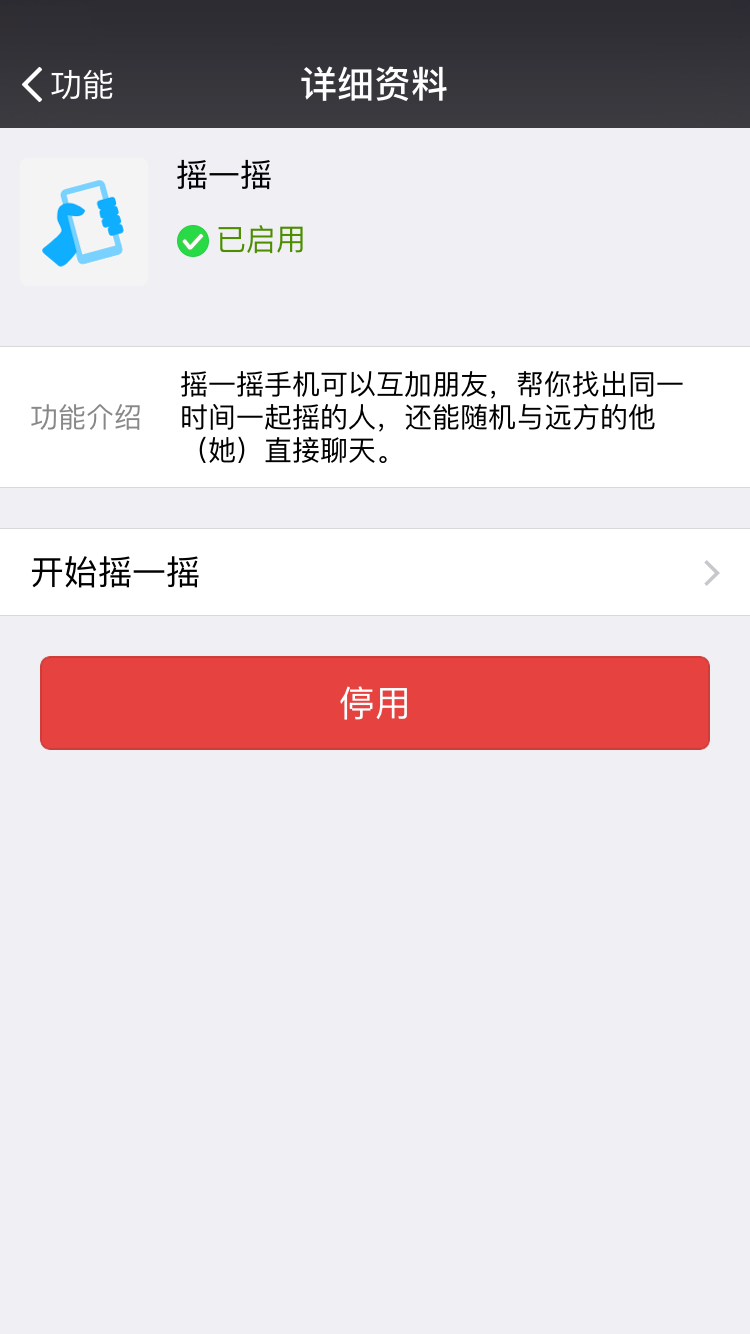 功能
详细资料
摇一摇
已启用
功能介绍
摇一摇手机可以互加朋友，帮你找出同一
时间一起摇的人，还能随机与远方的他
（她）直接聊天。
开始摇一摇
停用